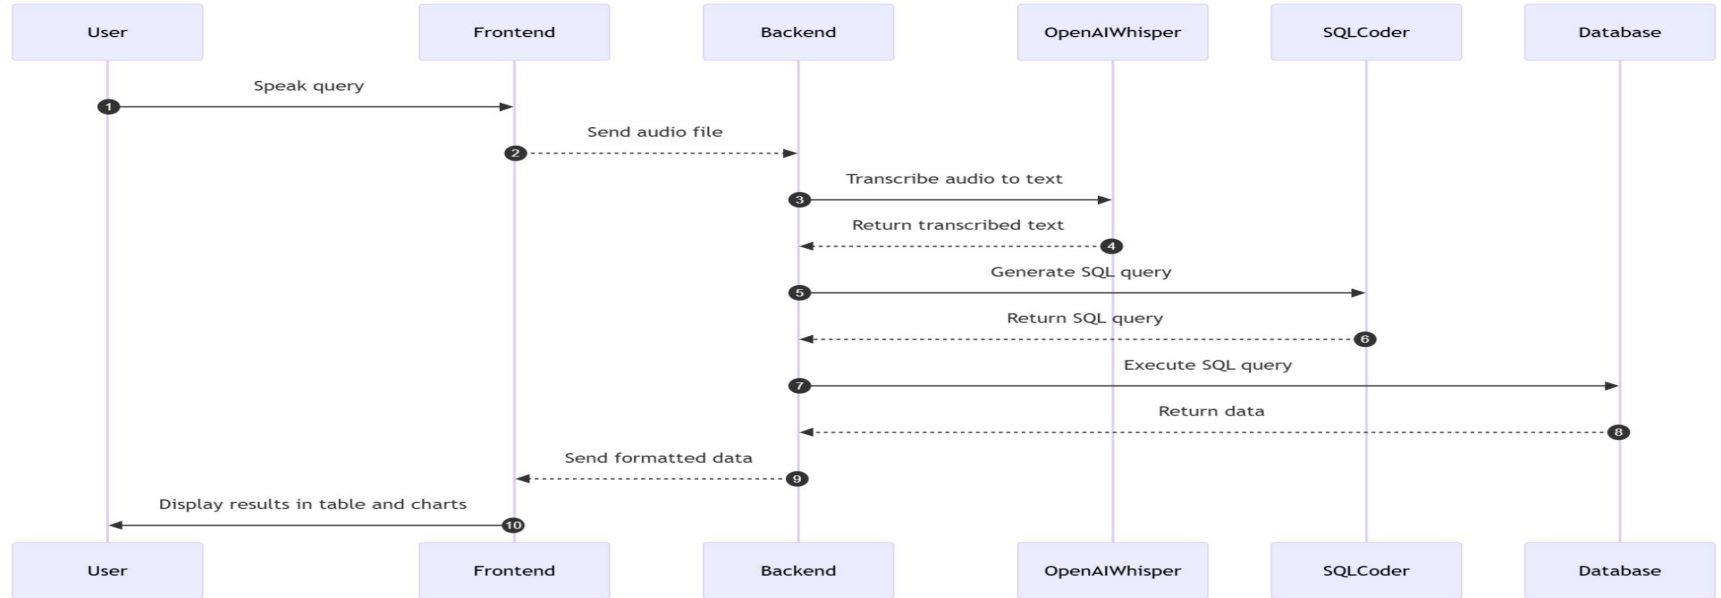 User Frontend Backend OpenAIWhisper SQLCoder Database
Speak query
1
Send audio file
2
Transcribe audio to text
3
Return transcribed text
4
Generate SQL query
5
Return SQL query
6
Execute SQL query
7
Return data
8
Send formatted data
9
Display results in table and charts
10
User Frontend Backend OpenAIWhisper SQLCoder Database